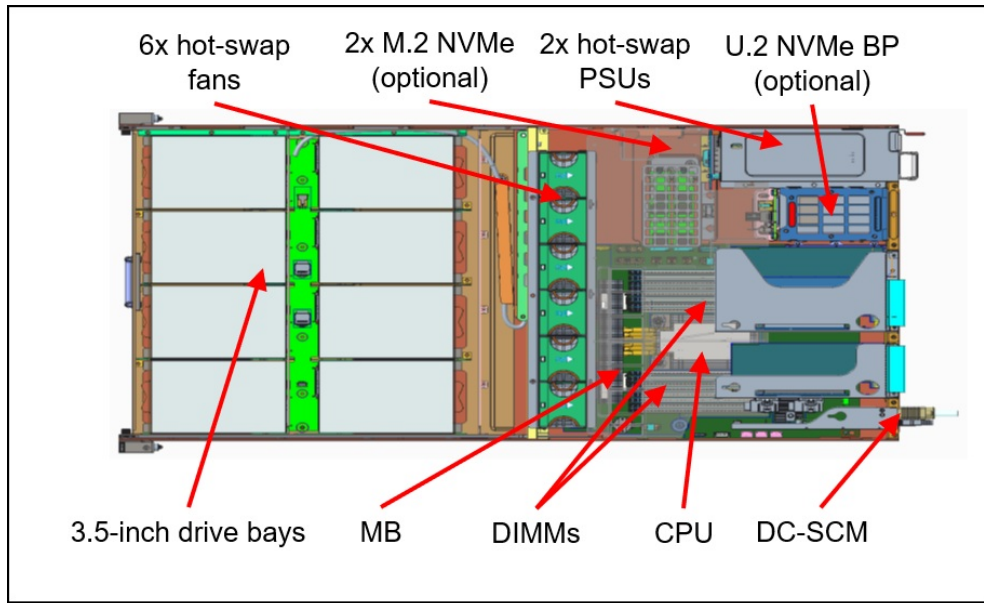 6x hot-swap
fans
2x M.2 NVMe
(optional)
2x hot-swap
PSUs
U.2 NVMe BP
(optional)
3.5-inch drive bays
MB
DIMMs
CPU
DC-SCM